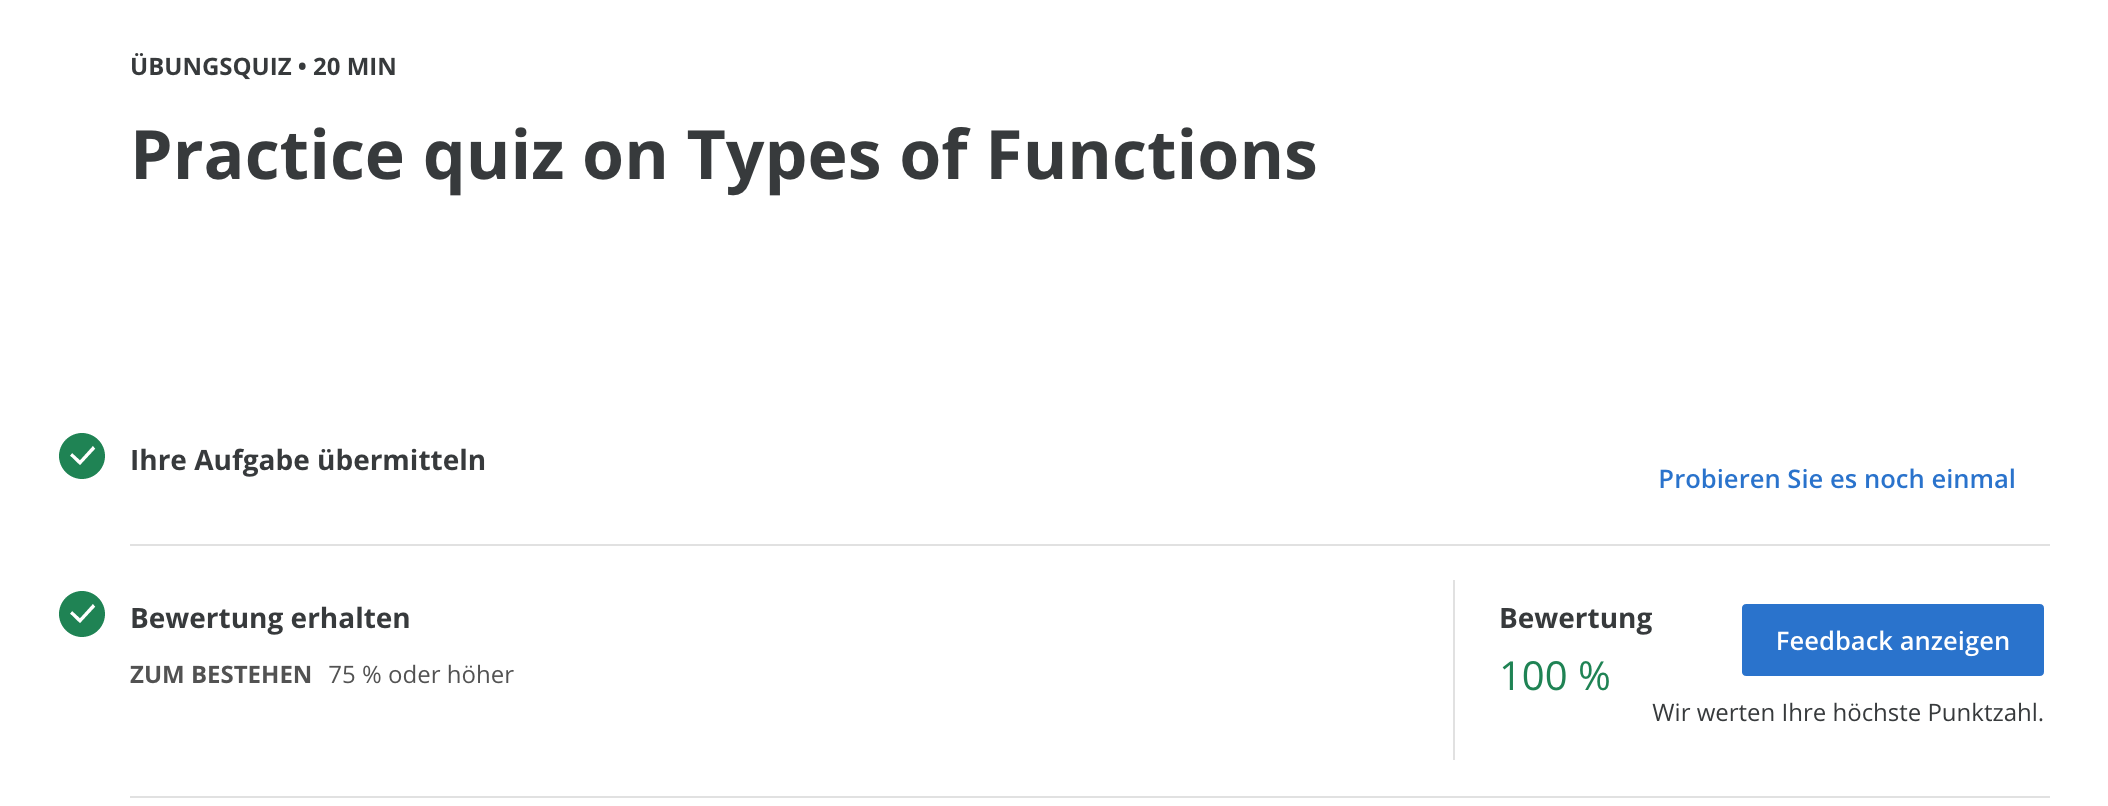 ÜBUNGSQUIZ • 20 MIN
Practice quiz on Types of Functions
Ihre Aufgabe übermitteln
Probieren Sie es noch einmal
Bewertung erhalten
ZUM BESTEHEN 75 % oder höher
Bewertung
100 %
Feedback anzeigen
Wir werten Ihre höchste Punktzahl.